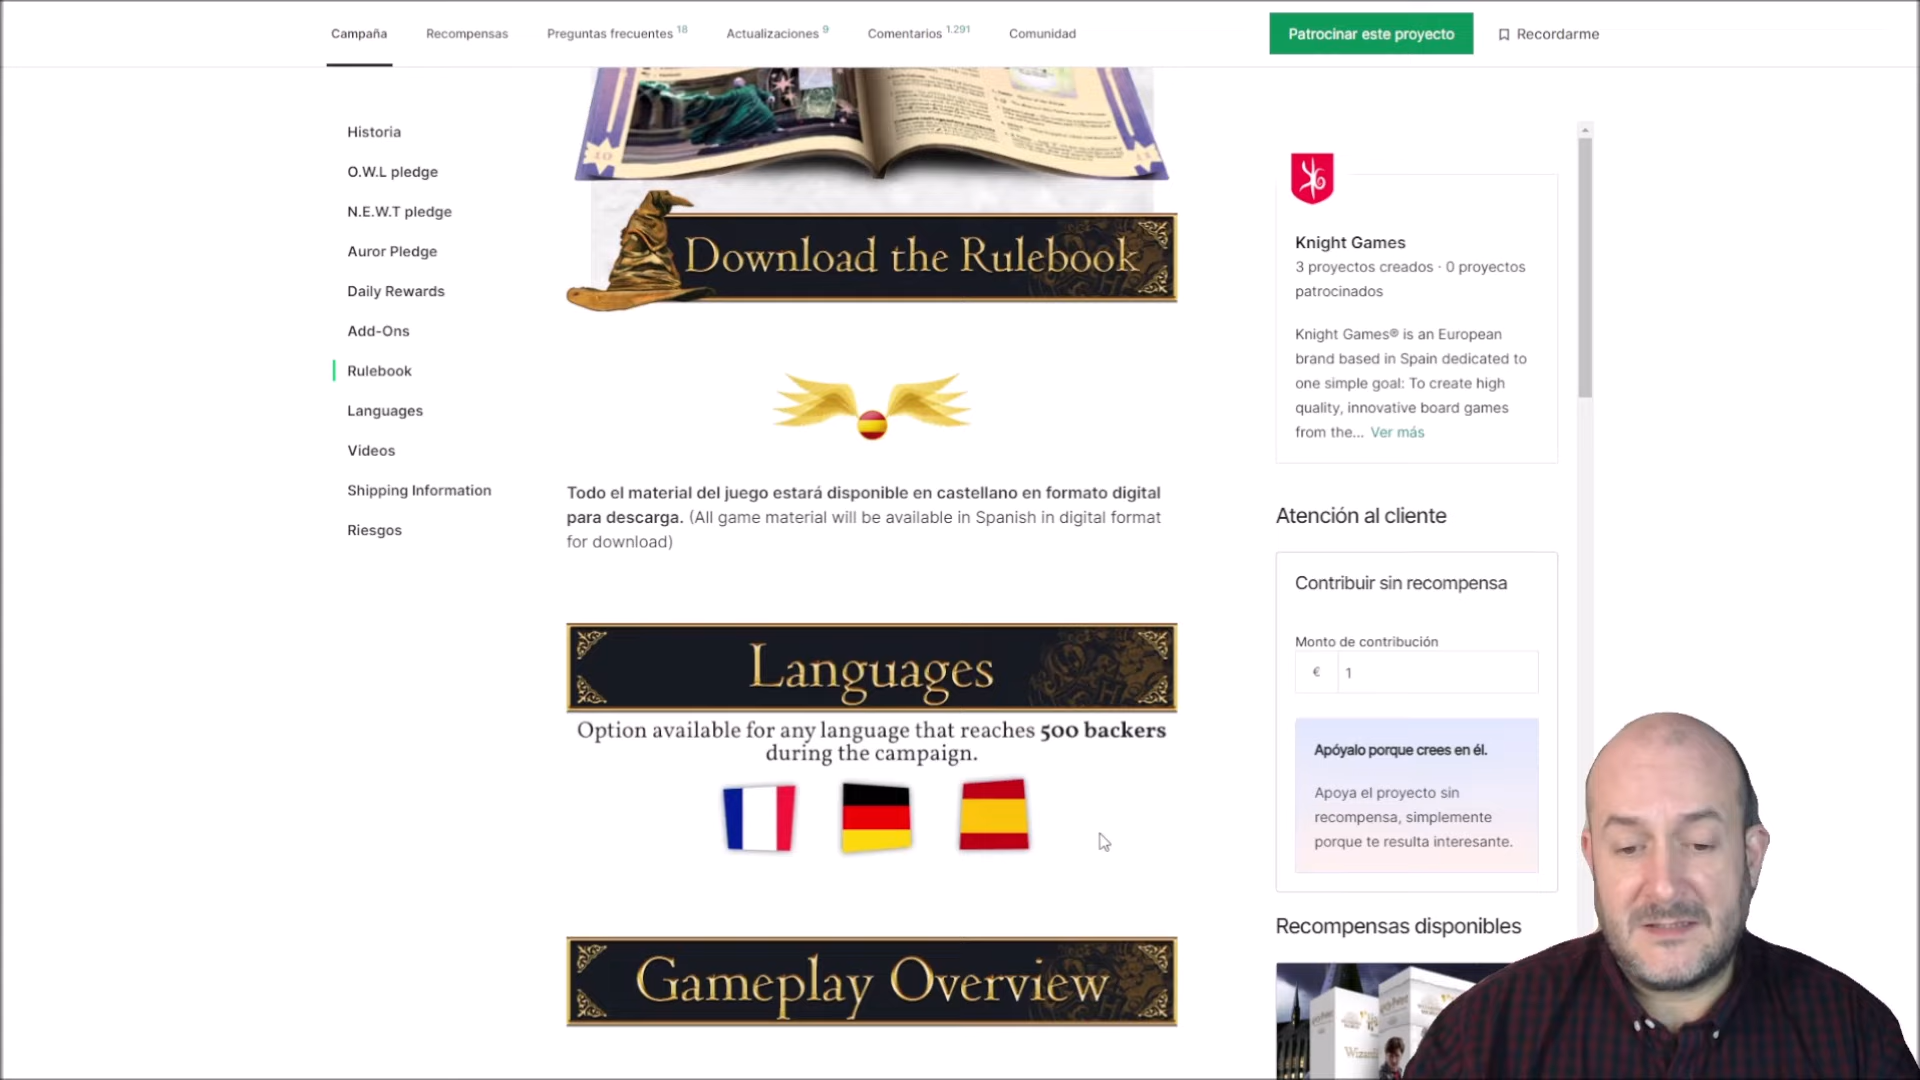 Campaña
Recompensas
Preguntas frecuentes 18
Actualizaciones 9
Comentarios 1.291
Comunidad
Patrocinar este proyecto
Recordarme
Historia
O.W.L pledge
N.E.W.T pledge
Auror Pledge
Daily Rewards
Add-Ons
Rulebook
Languages
Videos
Shipping Information
Riesgos
10
11
Download the Rulebook
Todo el material del juego estará disponible en castellano en formato digital
para descarga. (All game material will be available in Spanish in digital format
for download)
Languages
Option available for any language that reaches 500 backers
during the campaign.
Gameplay Overview
Knight Games
3 proyectos creados · 0 proyectos
patrocinados
Knight Games® is an European
brand based in Spain dedicated to
one simple goal: To create high
quality, innovative board games
from the... Ver más
Atención al cliente
Contribuir sin recompensa
Monto de contribución
€ 1
Apóyalo porque crees en él.
Apoya el proyecto sin
recompensa, simplemente
porque te resulta interesante.
Recompensas disponibles